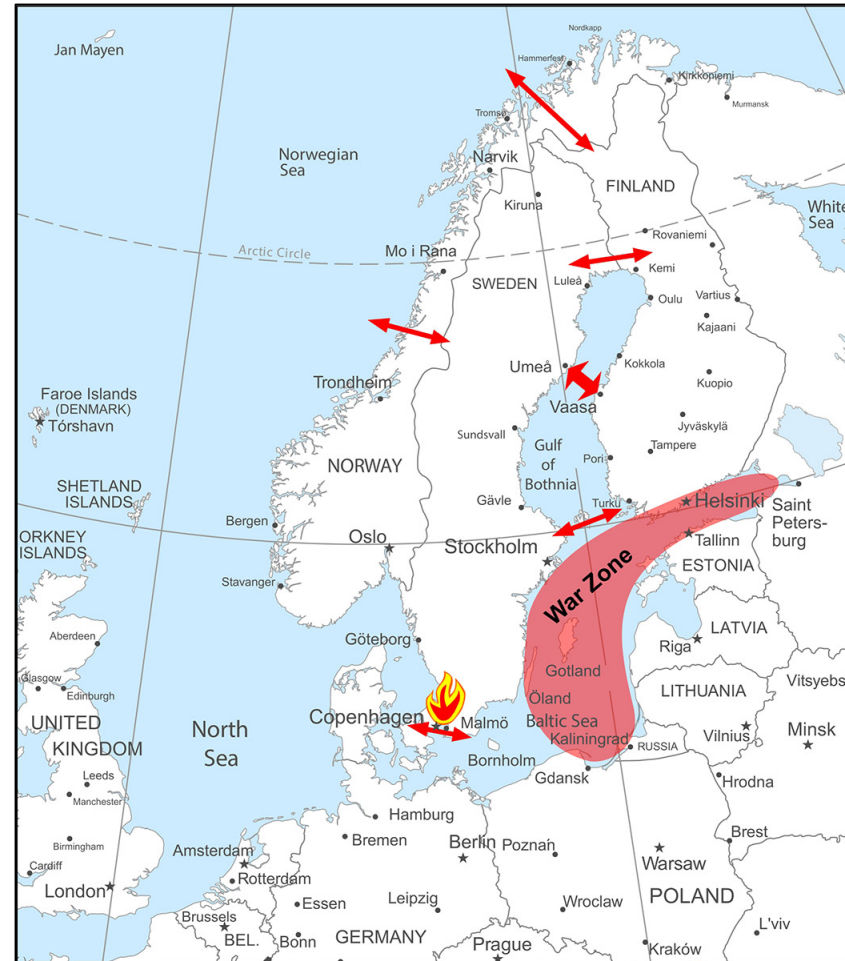 Jan Mayen
Nordkapp
Hammerfest
Kirkkoniemi
Murmansk
Tromsø
Norwegian
Sea
Narvik
FINLAND
Kiruna
White
Sea
Rovaniemi
Arctic Circle
Mo i Rana
SWEDEN
Kemi
Luleå
Oulu
Vartius
Kajaani
Umeå
Kokkola
Trondheim
Kuopio
Vaasa
Faroe Islands
(DENMARK)
Tórshavn
Jyväskylä
Sundsvall
Gulf
of
Bothnia
Tampere
Pori
NORWAY
SHETLAND
ISLANDS
Gävle
Turku
Helsinki
Saint
Peters-
burg
Bergen
ORKNEY
ISLANDS
Oslo
Stockholm
Tallinn
War Zone
ESTONIA
Stavanger
Aberdeen
Göteborg
LATVIA
Riga
Gotland
Glasgow
Edinburgh
LITHUANIA
Vitsyebs
Öland
Copenhagen
Malmö
Baltic Sea
UNITED
KINGDOM
North
Sea
Kaliningrad
RUSSIA
Vilnius
Minsk
Bornholm
Gdansk
Leeds
Manchester
Hrodna
Hamburg
Birmingham
Bremen
Berlin
Poznań
Brest
Amsterdam
Cardiff
Rotterdam
Warsaw
London
Essen
Leipzig
Wroclaw
POLAND
Brussels
BEL.
Bonn
GERMANY
Prague
Kraków
L'viv